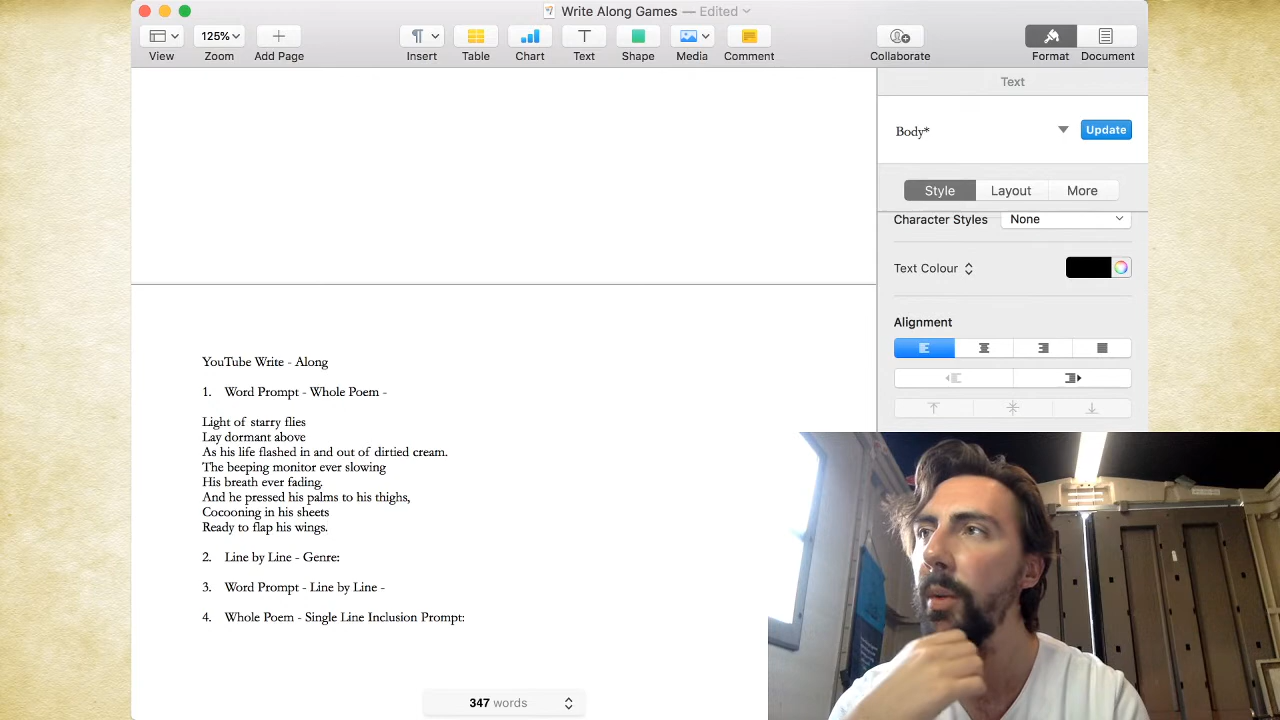 Write Along Games — Edited
125%
View
Zoom
Add Page
Insert
Table
Chart
Text
Shape
Media
Comment
Collaborate
Format
Document
Text
Body*
Update
Style
Layout
More
Character Styles
None
Text Colour
Alignment
YouTube Write - Along
1. Word Prompt - Whole Poem -
Light of starry flies
Lay dormant above
As his life flashed in and out of dirtied cream.
The beeping monitor ever slowing
His breath ever fading.
And he pressed his palms to his thighs,
Cocooning in his sheets
Ready to flap his wings.
2. Line by Line - Genre:
3. Word Prompt - Line by Line -
4. Whole Poem - Single Line Inclusion Prompt:
347 words